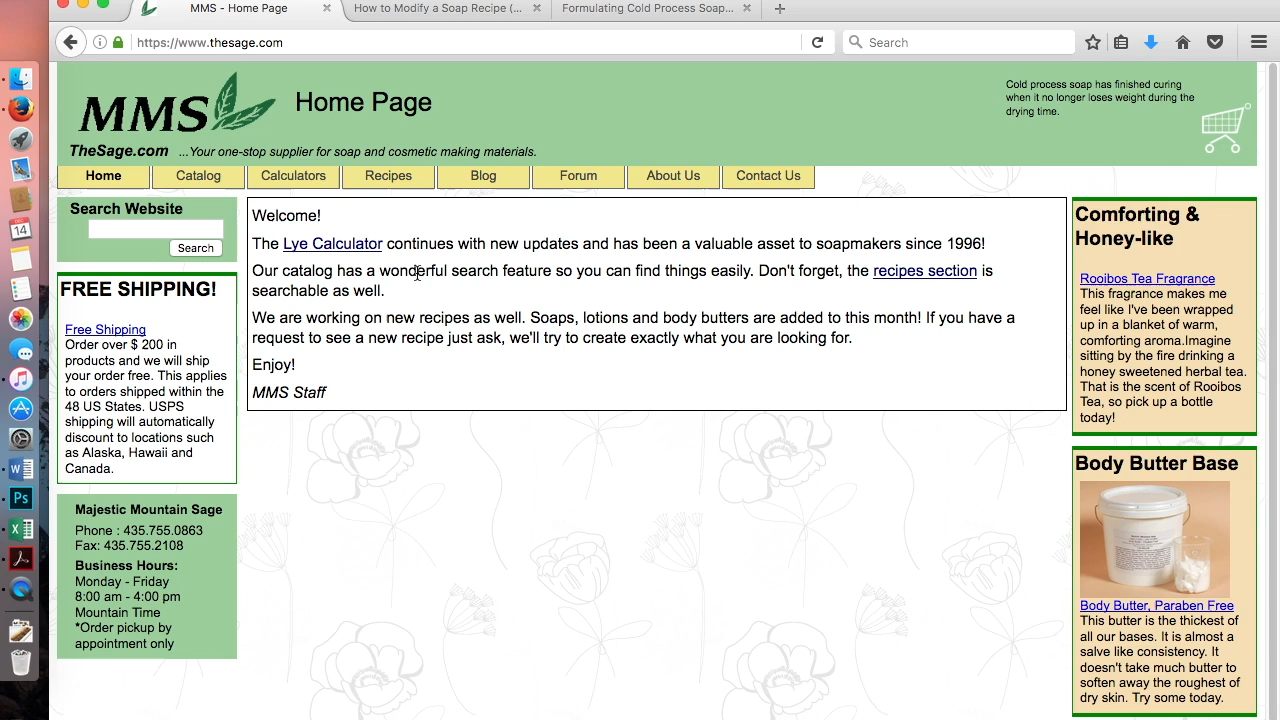 MMS - Home Page
How to Modify a Soap Recipe (...
Formulating Cold Process Soap...
https://www.thesage.com
Search
MMS
Home Page
TheSage.com ...Your one-stop supplier for soap and cosmetic making materials.
Cold process soap has finished curing
when it no longer loses weight during the
drying time.
Home
Catalog
Calculators
Recipes
Blog
Forum
About Us
Contact Us
Search Website
Search
FREE SHIPPING!
Free Shipping
Order over $ 200 in
products and we will ship
your order free. This applies
to orders shipped within the
48 US States. USPS
shipping will automatically
discount to locations such
as Alaska, Hawaii and
Canada.
Majestic Mountain Sage
Phone : 435.755.0863
Fax: 435.755.2108
Business Hours:
Monday - Friday
8:00 am - 4:00 pm
Mountain Time
*Order pickup by
appointment only
Welcome!
The Lye Calculator continues with new updates and has been a valuable asset to soapmakers since 1996!
Our catalog has a wonderful search feature so you can find things easily. Don't forget, the recipes section is
searchable as well.
We are working on new recipes as well. Soaps, lotions and body butters are added to this month! If you have a
request to see a new recipe just ask, we'll try to create exactly what you are looking for.
Enjoy!
MMS Staff
Comforting &
Honey-like
Rooibos Tea Fragrance
This fragrance makes me
feel like I've been wrapped
up in a blanket of warm,
comforting aroma.Imagine
sitting by the fire drinking a
honey sweetened herbal tea.
That is the scent of Rooibos
Tea, so pick up a bottle
today!
Body Butter Base
Body Butter, Paraben Free
This butter is the thickest of
all our bases. It is almost a
salve like consistency. It
doesn't take much butter to
soften away the roughest of
dry skin. Try some today.
14
Ps